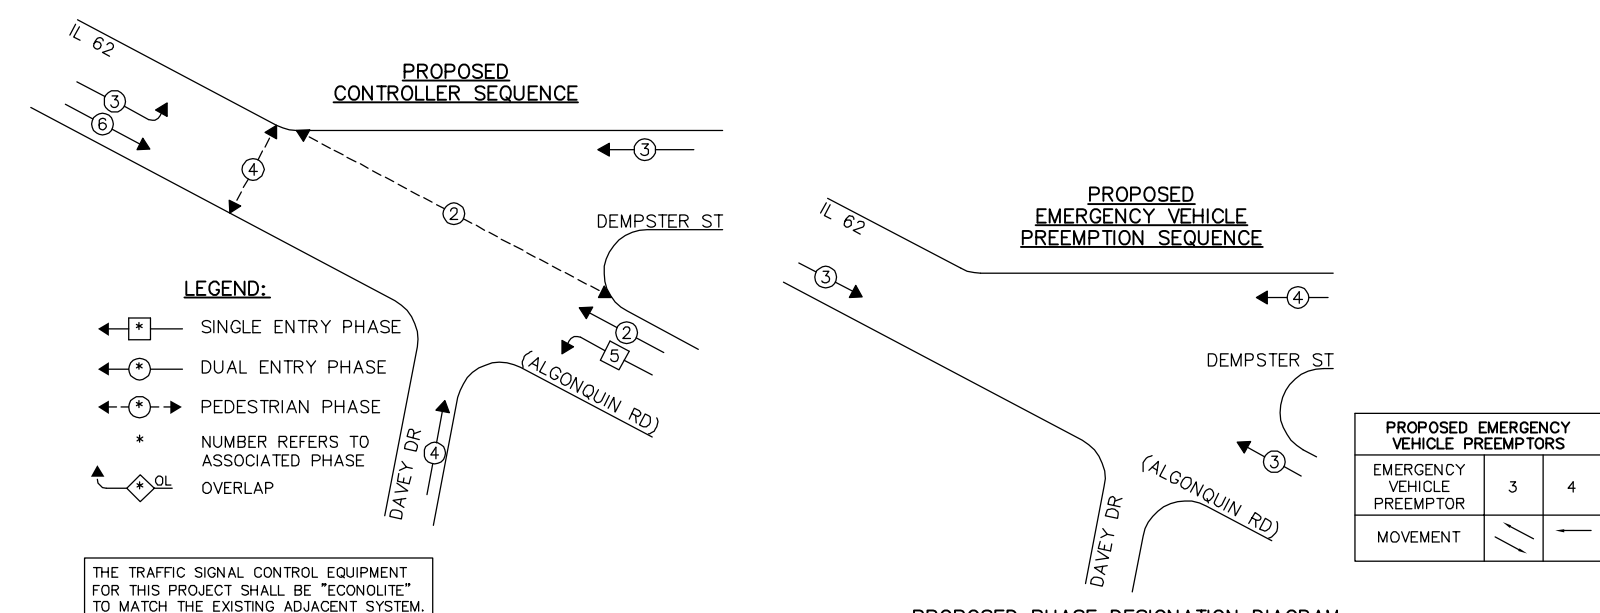 IL 62
PROPOSED
CONTROLLER SEQUENCE
3
6
4
3
2
DEMPSTER ST
2
5
(ALGONQUIN RD)
4
DAVEY DR
LEGEND:
* SINGLE ENTRY PHASE
* DUAL ENTRY PHASE
* PEDESTRIAN PHASE
* NUMBER REFERS TO
ASSOCIATED PHASE
* OL OVERLAP
THE TRAFFIC SIGNAL CONTROL EQUIPMENT
FOR THIS PROJECT SHALL BE "ECONOLITE"
TO MATCH THE EXISTING ADJACENT SYSTEM.
IL 62
PROPOSED
EMERGENCY VEHICLE
PREEMPTION SEQUENCE
3
4
DEMPSTER ST
3
(ALGONQUIN RD)
DAVEY DR
PROPOSED EMERGENCY
VEHICLE PREEMPTORS
EMERGENCY
VEHICLE
PREEMPTOR
3
4
MOVEMENT
PROPOSED PHASE DESIGNATION DIAGRAM